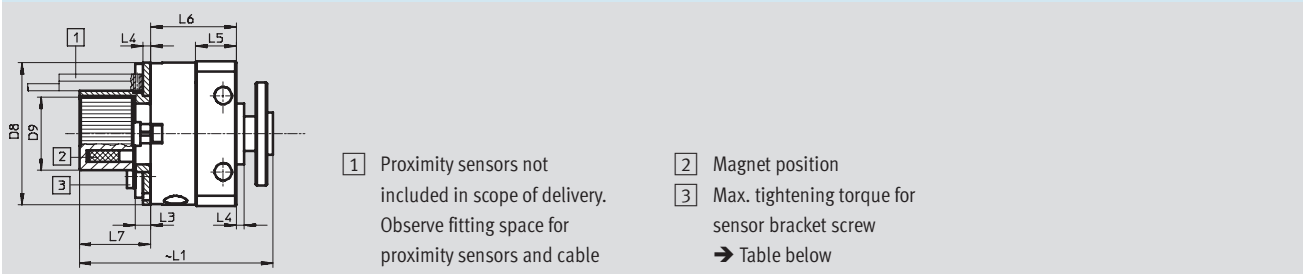 L6
L4
L5
1
D8
D9
2
3
L3
L4
L7
~L1
1 Proximity sensors not
included in scope of delivery.
Observe fitting space for
proximity sensors and cable
2 Magnet position
3 Max. tightening torque for
sensor bracket screw
➔ Table below